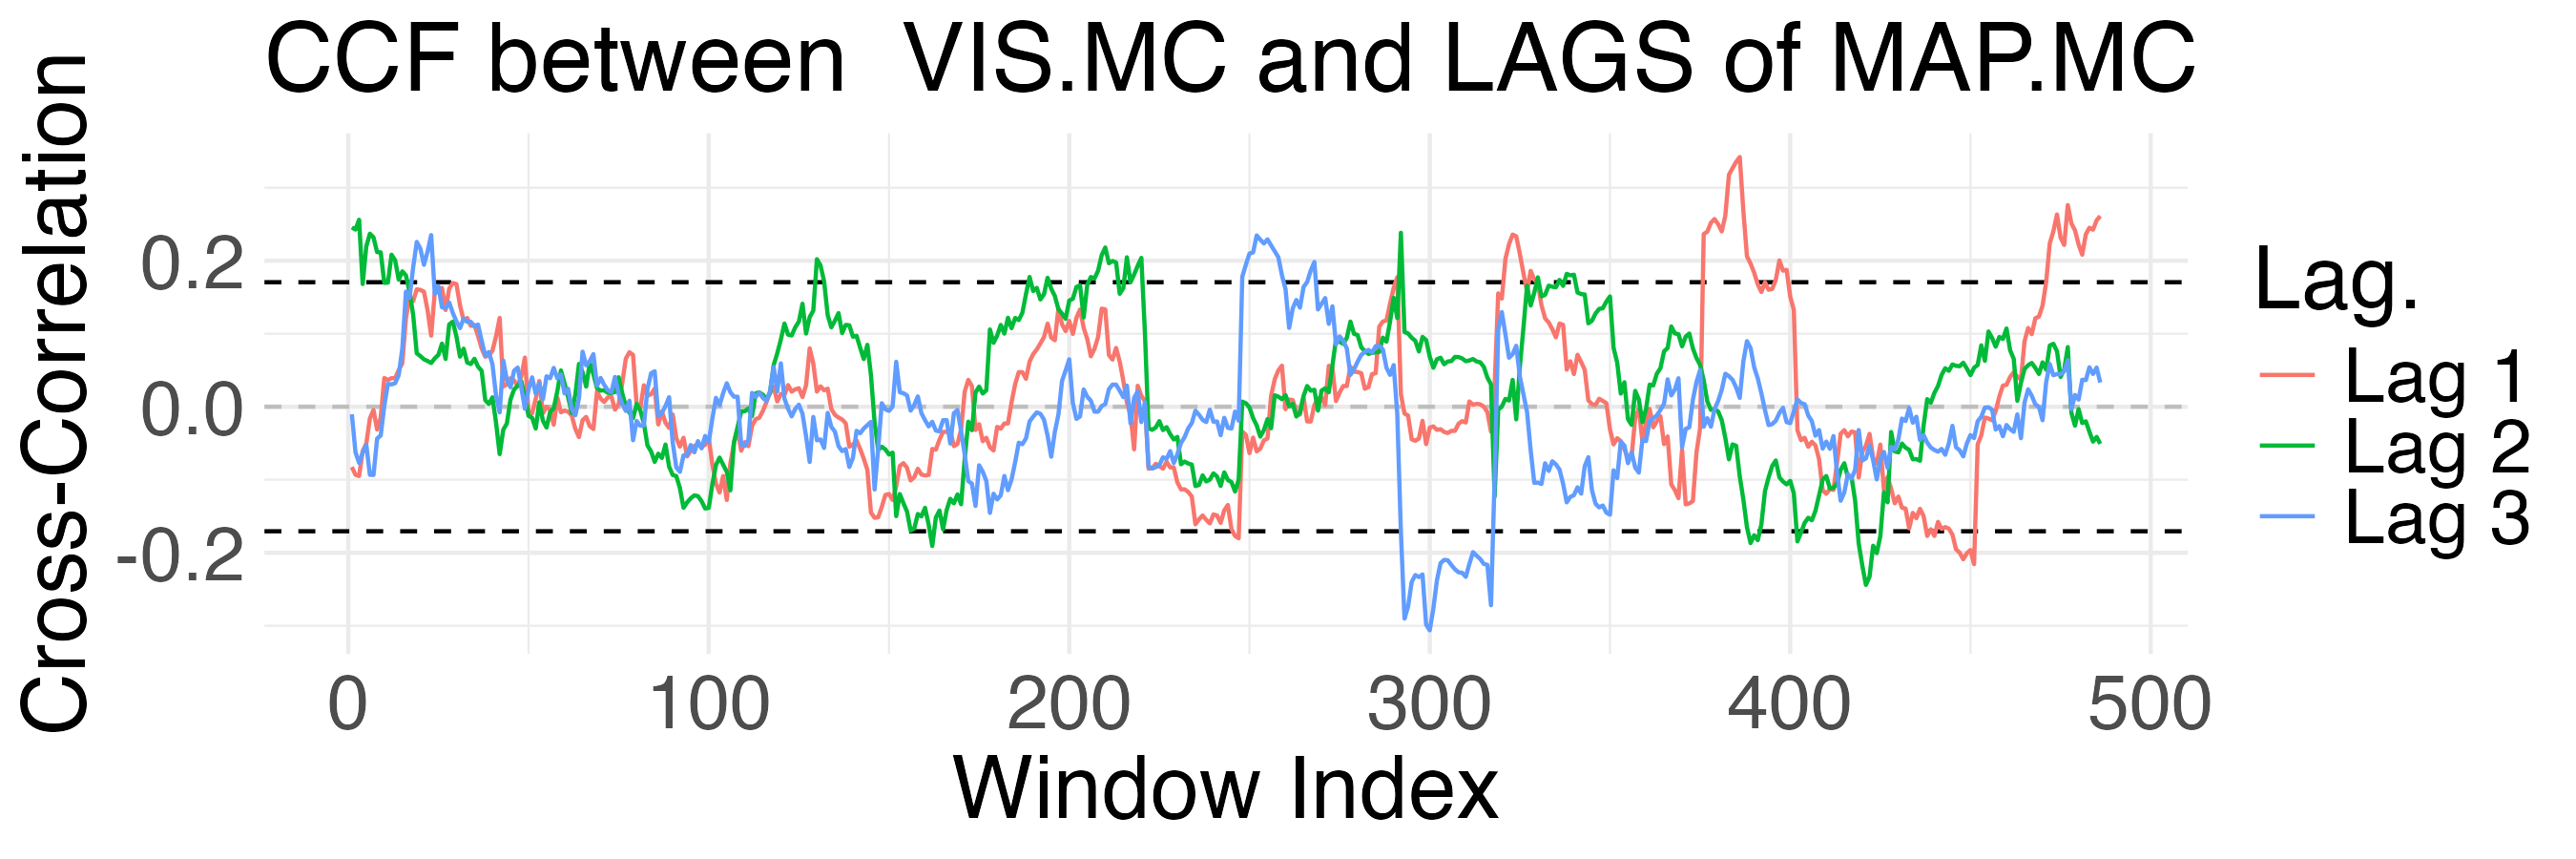 CCF between  VIS.MC and LAGS of MAP.MC
Cross-Correlation
0.2
0.0
-0.2
0 100 200 300 400 500
Window Index
Lag.
Lag 1
Lag 2
Lag 3